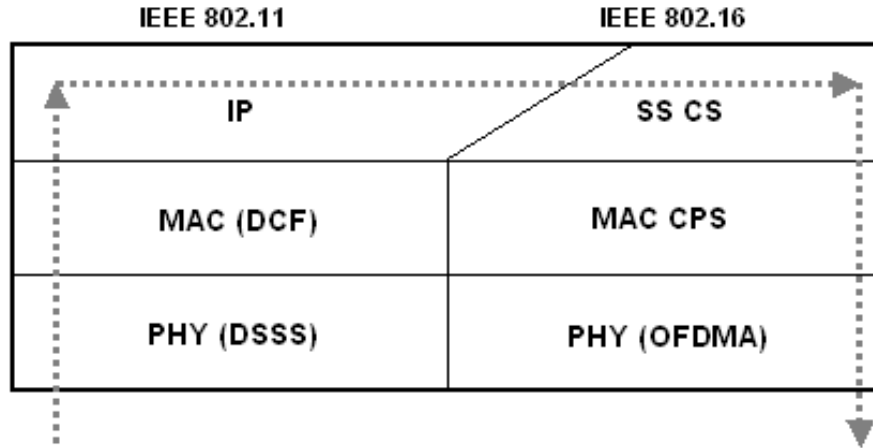 IEEE 802.11 IEEE 802.16
IP SS CS
MAC (DCF) MAC CPS
PHY (DSSS) PHY (OFDMA)